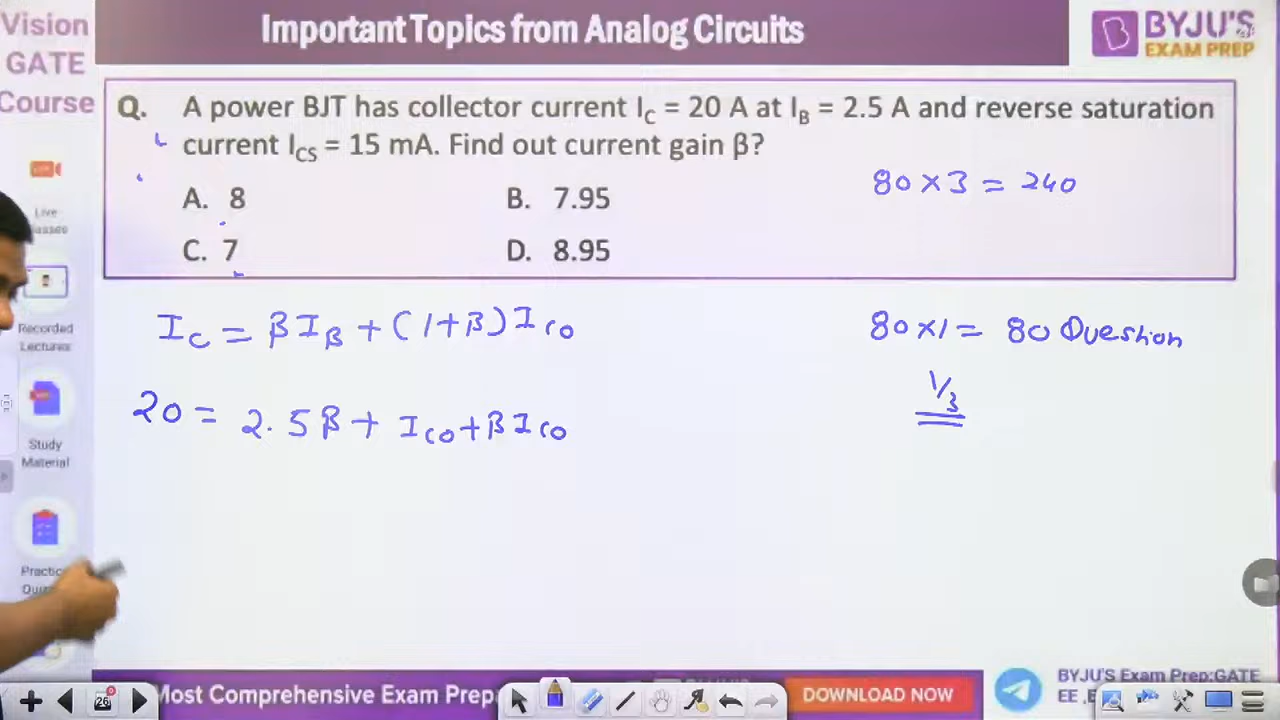 Vision
GATE
Course
Important Topics from Analog Circuits
BYJU'S
EXAM PREP
Q. A power BJT has collector current I_C = 20 A at I_B = 2.5 A and reverse saturation
current I_CS = 15 mA. Find out current gain β?
A. 8
B. 7.95
C. 7
D. 8.95
80 × 3 = 240
I_C = βI_B + (1+β)I_CO
80 × 1 = 80 Question
1/3
20 = 2.5β + I_CO + βI_CO
Live
Recorded
Lectures
Study
Material
Most Comprehensive Exam Prep
DOWNLOAD NOW
BYJU'S Exam Prep:GATE
26